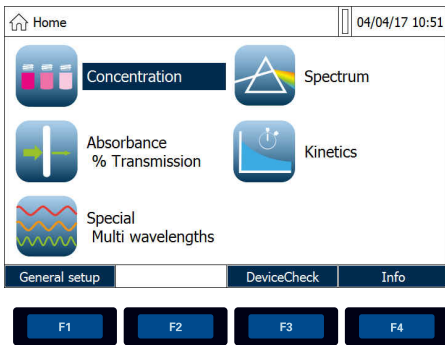 Home
04/04/17 10:51
Concentration
Spectrum
Absorbance
% Transmission
Kinetics
Special
Multi wavelengths
General setup
DeviceCheck
Info
F1
F2
F3
F4